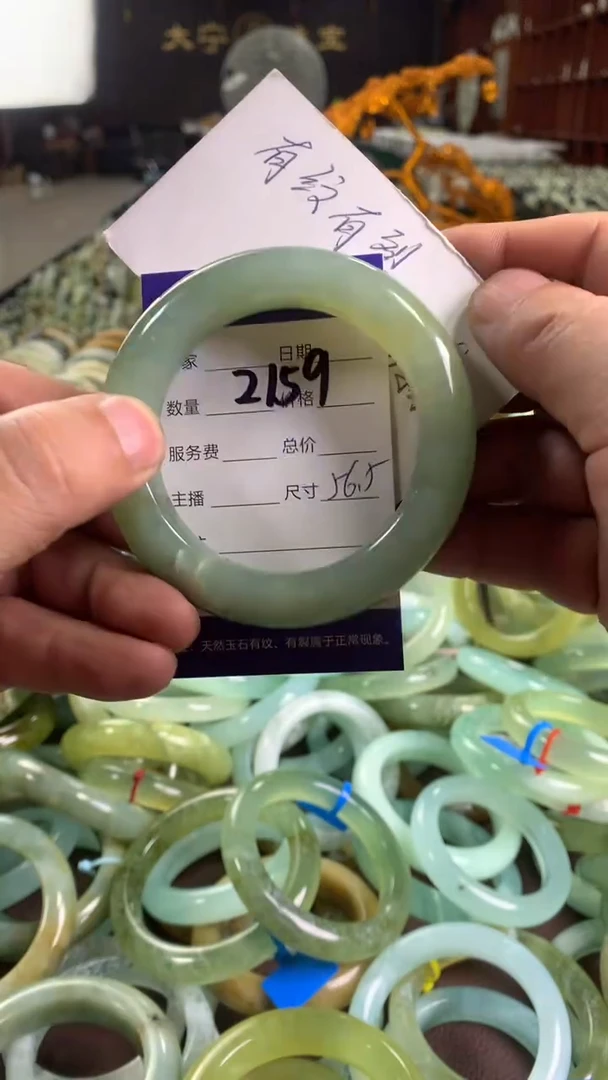 有纹有裂
家 日期
2159
数量 价格
服务费 总价
主播 尺寸 56.5
天然玉石有纹、有裂属于正常现象。